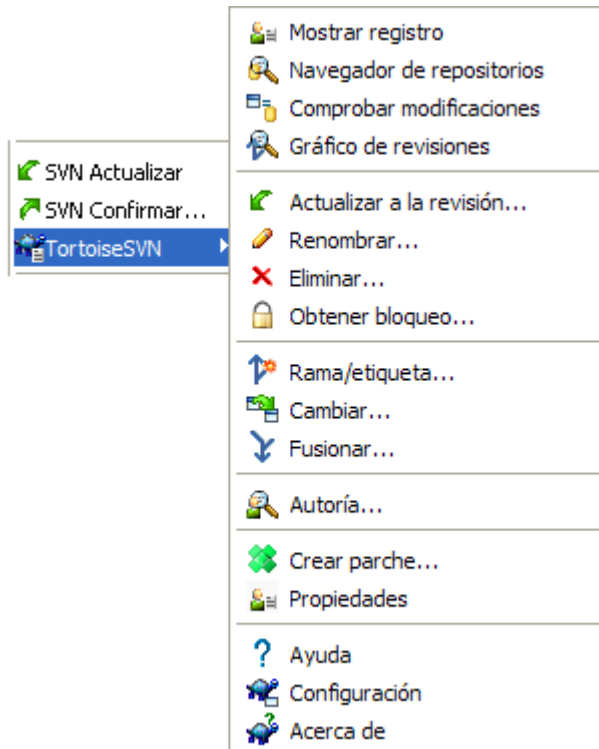 SVN Actualizar
SVN Confirmar...
TortoiseSVN
Mostrar registro
Navegador de repositorios
Comprobar modificaciones
Gráfico de revisiones
Actualizar a la revisión...
Renombrar...
Eliminar...
Obtener bloqueo...
Rama/etiqueta...
Cambiar...
Fusionar...
Autoría...
Crear parche...
Propiedades
Ayuda
Configuración
Acerca de